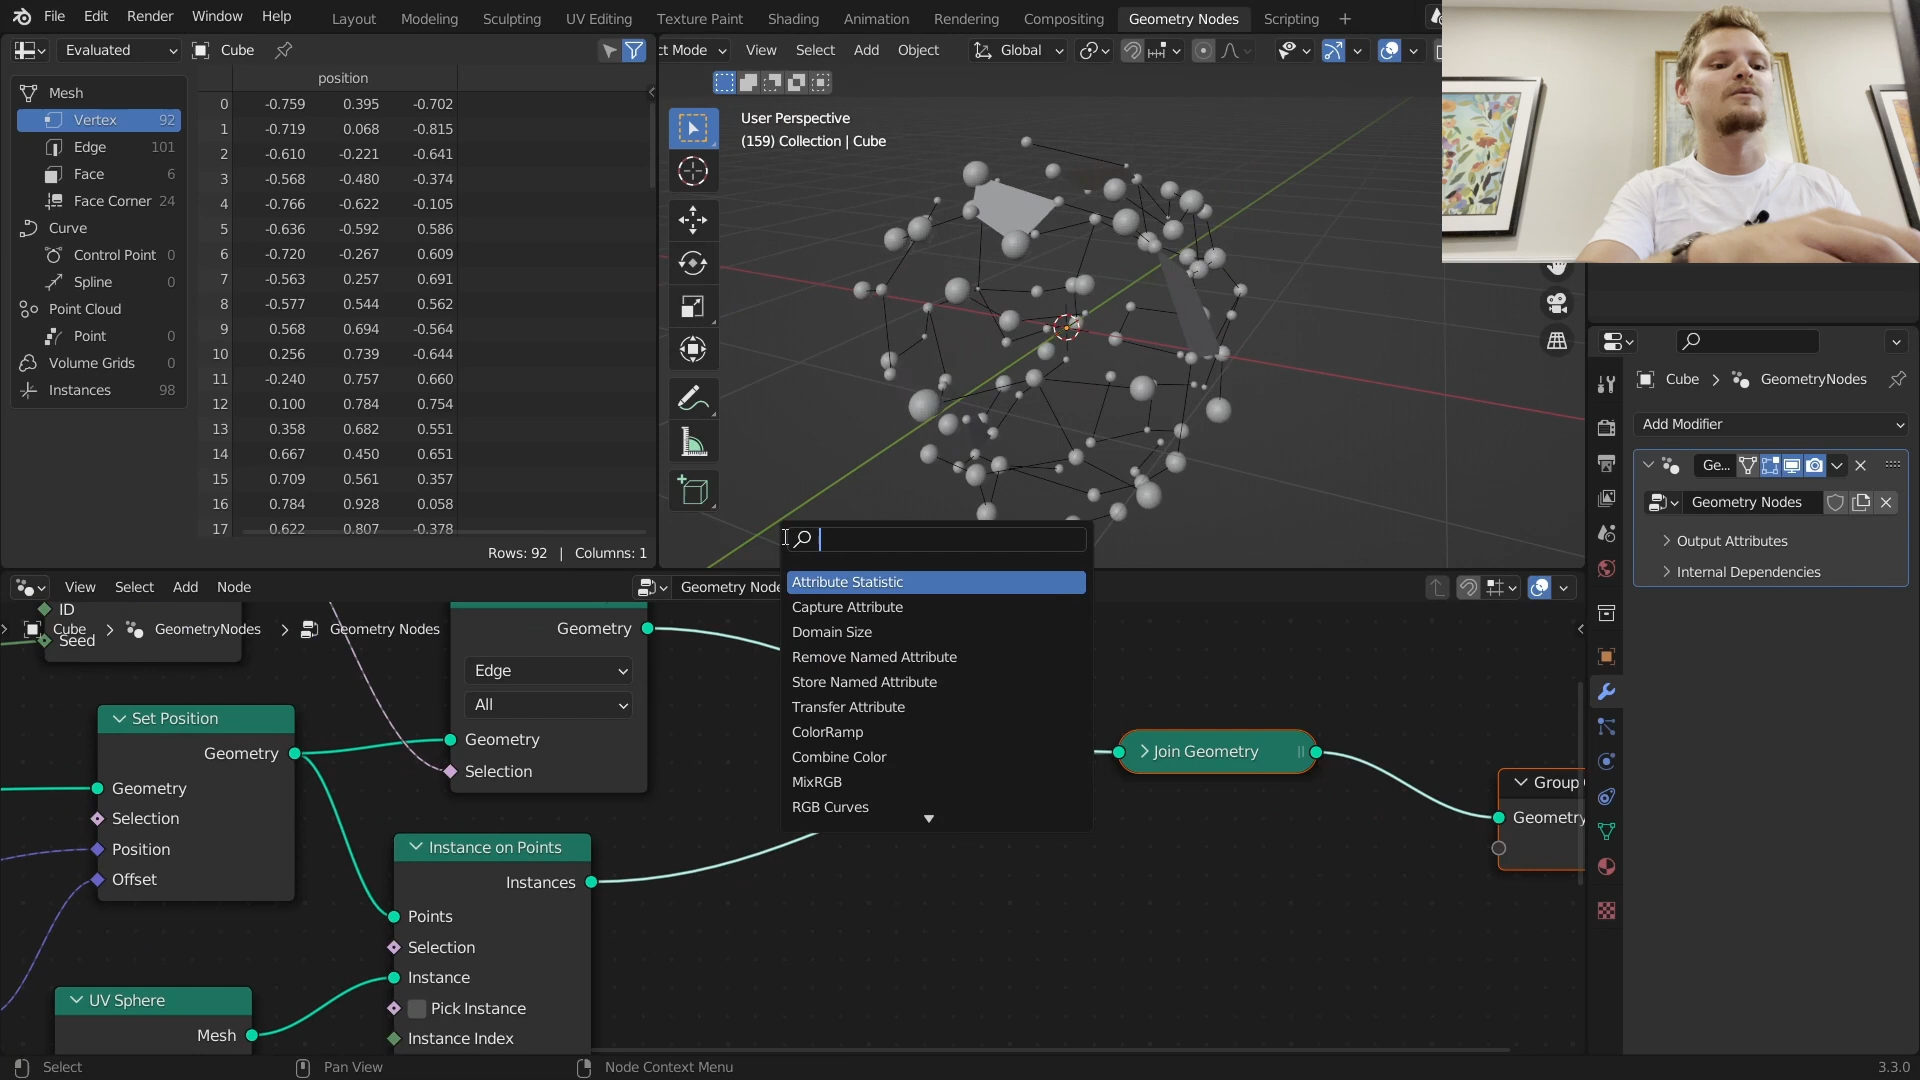 File Edit Render Window Help Layout Modeling Sculpting UV Editing Texture Paint Shading Animation Rendering Compositing Geometry Nodes Scripting
Evaluated Cube
ct Mode View Select Add Object Global
position
Mesh
Vertex 92
Edge 101
Face 6
Face Corner 24
Curve
Control Point 0
Spline 0
Point Cloud
Point 0
Volume Grids 0
Instances 98
0 -0.759 0.395 -0.702
1 -0.719 0.068 -0.815
2 -0.610 -0.221 -0.641
3 -0.568 -0.480 -0.374
4 -0.766 -0.622 -0.105
5 -0.636 -0.592 0.586
6 -0.720 -0.267 0.609
7 -0.563 0.257 0.691
8 -0.577 0.544 0.562
9 0.568 0.694 -0.564
10 0.256 0.739 -0.644
11 -0.240 0.757 0.660
12 0.100 0.784 0.754
13 0.358 0.682 0.551
14 0.667 0.450 0.651
15 0.709 0.561 0.357
16 0.784 0.928 0.058
17 0.622 0.807 -0.378
Rows: 92 | Columns: 1
User Perspective
(159) Collection | Cube
Cube GeometryNodes
Add Modifier
Ge...
Geometry Nodes
Output Attributes
Internal Dependencies
Attribute Statistic
Capture Attribute
Domain Size
Remove Named Attribute
Store Named Attribute
Transfer Attribute
ColorRamp
Combine Color
MixRGB
RGB Curves
View Select Add Node Geometry Node
ID
Cube GeometryNodes Geometry Nodes
Seed
Geometry
Edge
All
Geometry
Selection
Set Position
Geometry
Geometry
Selection
Position
Offset
Instance on Points
Instances
Points
Selection
Instance
Pick Instance
Instance Index
UV Sphere
Mesh
Join Geometry
Group
Geometry
Select Pan View Node Context Menu 3.3.0